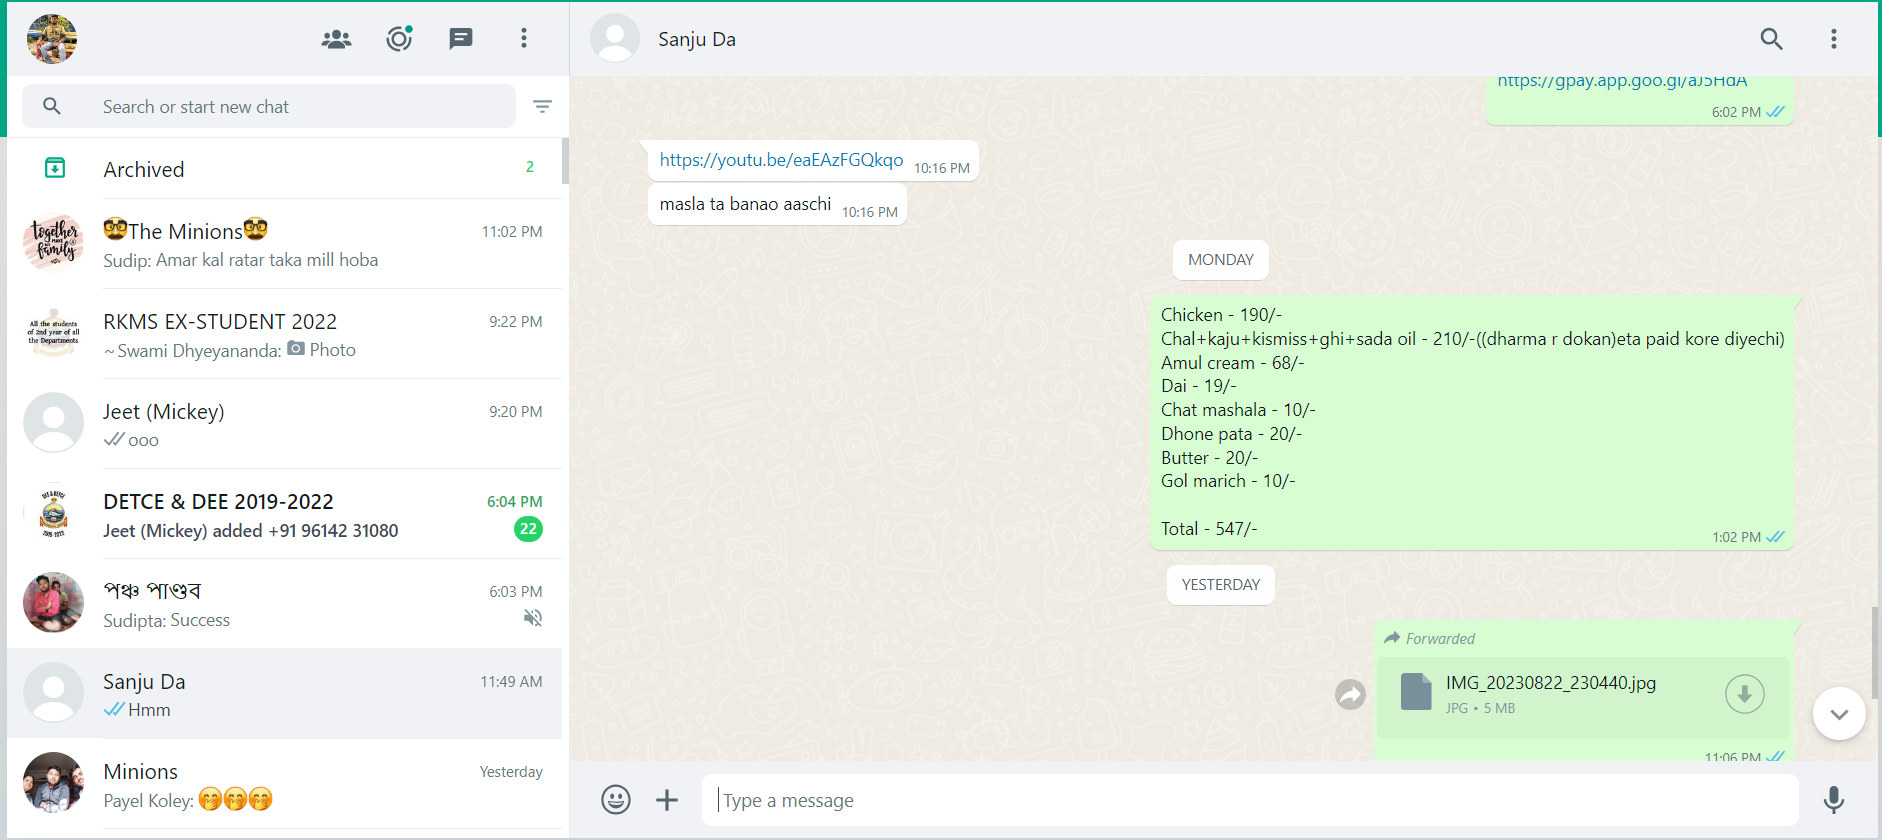 Search or start new chat
Archived
2
together
family
🥸The Minions🥸
11:02 PM
Sudip: Amar kal ratar taka mill hoba
All the students
of 2nd year of all
the Departments
RKMS EX-STUDENT 2022
9:22 PM
~Swami Dhyeyananda: Photo
Jeet (Mickey)
9:20 PM
ooo
DETCE & DEE 2019-2022
6:04 PM
Jeet (Mickey) added +91 96142 31080
22
পঞ্চ পাণ্ডব
6:03 PM
Sudipta: Success
Sanju Da
11:49 AM
Hmm
Minions
Yesterday
Payel Koley: 🤭🤭🤭
Sanju Da
https://gpay.app.goo.gl/aJ5HdA
6:02 PM
https://youtu.be/eaEAzFGQkqo
10:16 PM
masla ta banao aaschi
10:16 PM
MONDAY
Chicken - 190/-
Chal+kaju+kismiss+ghi+sada oil - 210/-((dharma r dokan)eta paid kore diyechi)
Amul cream - 68/-
Dai - 19/-
Chat mashala - 10/-
Dhone pata - 20/-
Butter - 20/-
Gol marich - 10/-
Total - 547/-
1:02 PM
YESTERDAY
Forwarded
IMG_20230822_230440.jpg
JPG • 5 MB
11:06 PM
Type a message